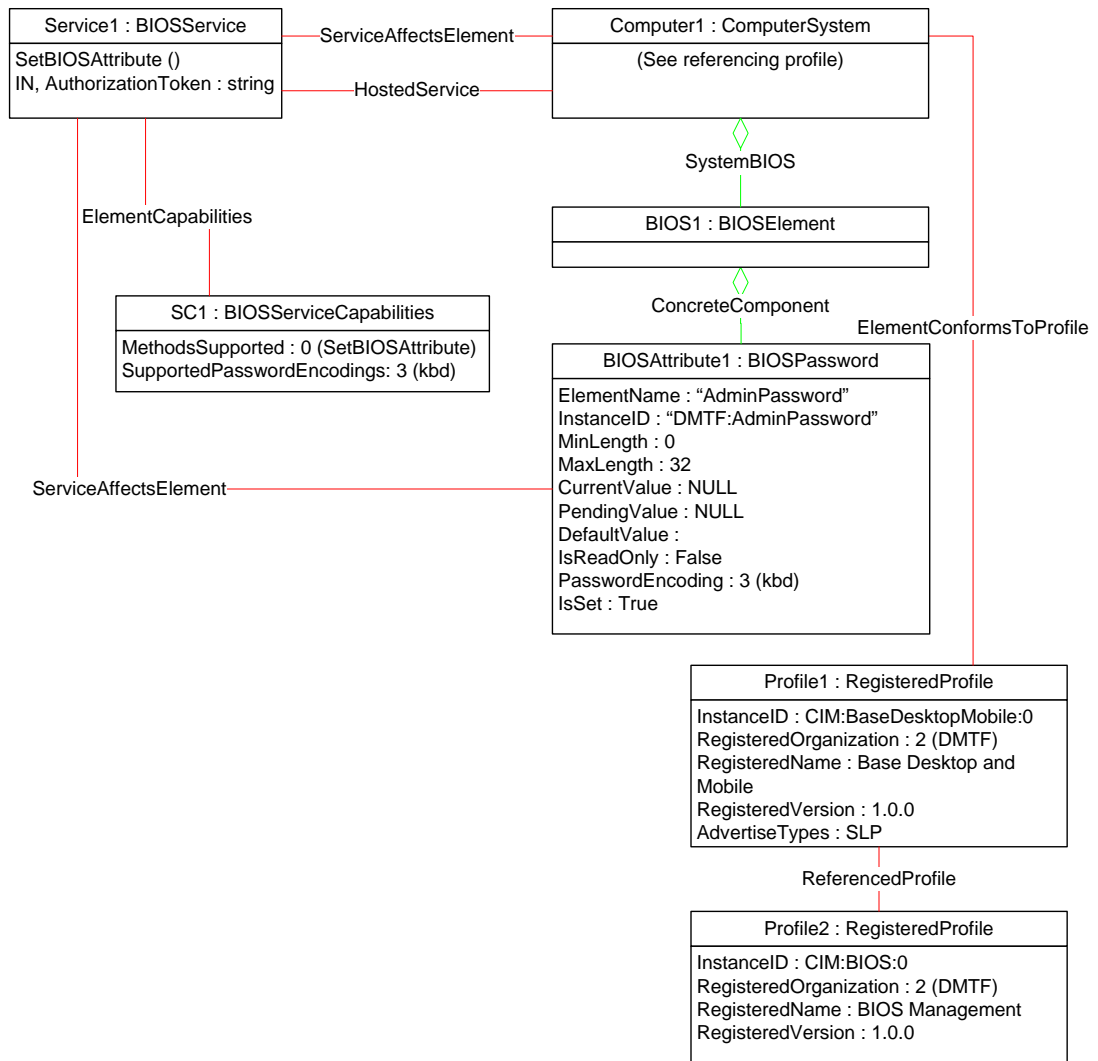 Service1 : BIOSService
SetBIOSAttribute ()
IN, AuthorizationToken : string
ServiceAffectsElement
HostedService
Computer1 : ComputerSystem
(See referencing profile)
SystemBIOS
ElementCapabilities
BIOS1 : BIOSElement
ConcreteComponent
ElementConformsToProfile
SC1 : BIOSServiceCapabilities
MethodsSupported : 0 (SetBIOSAttribute)
SupportedPasswordEncodings: 3 (kbd)
BIOSAttribute1 : BIOSPassword
ElementName : “AdminPassword”
InstanceID : “DMTF:AdminPassword”
MinLength : 0
MaxLength : 32
CurrentValue : NULL
PendingValue : NULL
DefaultValue :
IsReadOnly : False
PasswordEncoding : 3 (kbd)
IsSet : True
ServiceAffectsElement
Profile1 : RegisteredProfile
InstanceID : CIM:BaseDesktopMobile:0
RegisteredOrganization : 2 (DMTF)
RegisteredName : Base Desktop and
Mobile
RegisteredVersion : 1.0.0
AdvertiseTypes : SLP
ReferencedProfile
Profile2 : RegisteredProfile
InstanceID : CIM:BIOS:0
RegisteredOrganization : 2 (DMTF)
RegisteredName : BIOS Management
RegisteredVersion : 1.0.0